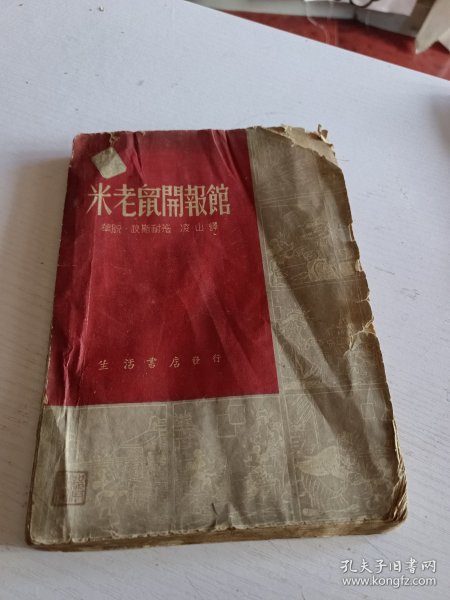 米老鼠開報館
華脱·狄斯耐著 凌山譯
生活書店發行
孔夫子旧书网
www.kongfz.com